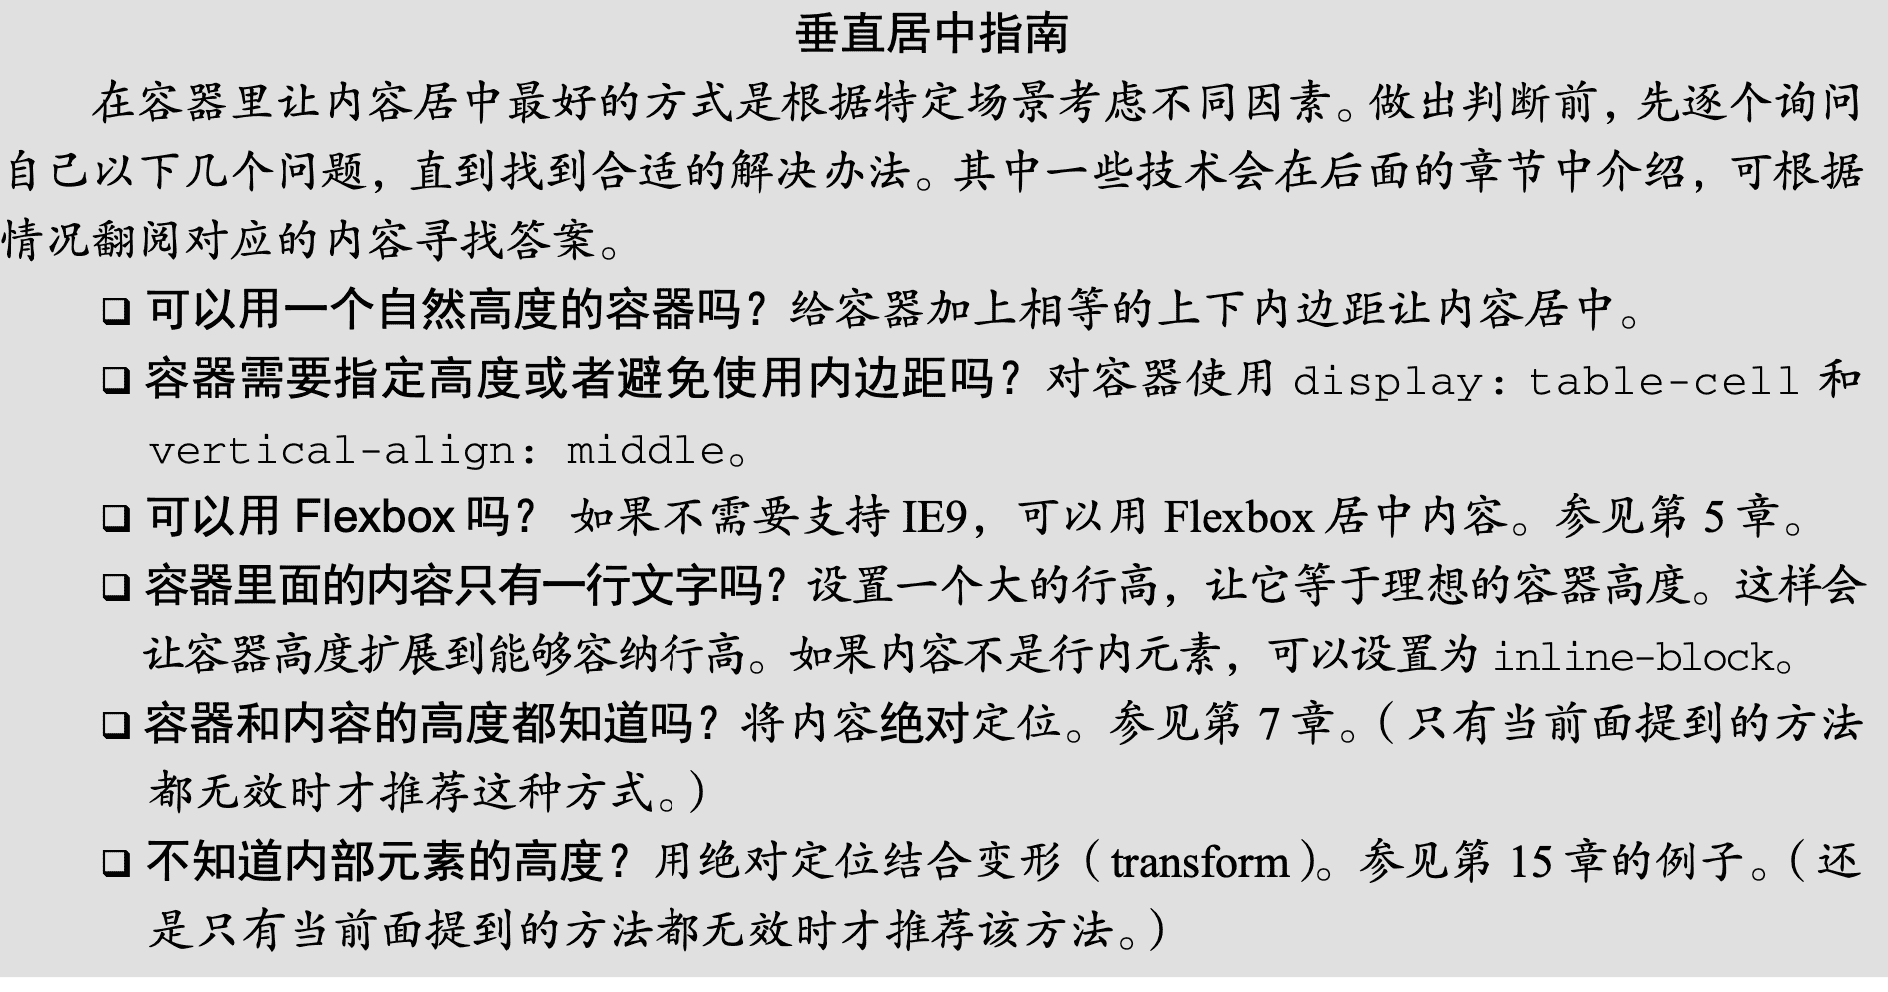 垂直居中指南
在容器里让内容居中最好的方式是根据特定场景考虑不同因素。做出判断前，先逐个询问
自己以下几个问题，直到找到合适的解决办法。其中一些技术会在后面的章节中介绍，可根据
情况翻阅对应的内容寻找答案。
❑ 可以用一个自然高度的容器吗？给容器加上相等的上下内边距让内容居中。
❑ 容器需要指定高度或者避免使用内边距吗？对容器使用 display: table-cell 和
vertical-align: middle。
❑ 可以用 Flexbox 吗？ 如果不需要支持 IE9，可以用 Flexbox 居中内容。参见第 5 章。
❑ 容器里面的内容只有一行文字吗？设置一个大的行高，让它等于理想的容器高度。这样会
让容器高度扩展到能够容纳行高。如果内容不是行内元素，可以设置为 inline-block。
❑ 容器和内容的高度都知道吗？将内容绝对定位。参见第 7 章。（只有当前面提到的方法
都无效时才推荐这种方式。）
❑ 不知道内部元素的高度？用绝对定位结合变形（transform）。参见第 15 章的例子。（还
是只有当前面提到的方法都无效时才推荐该方法。）